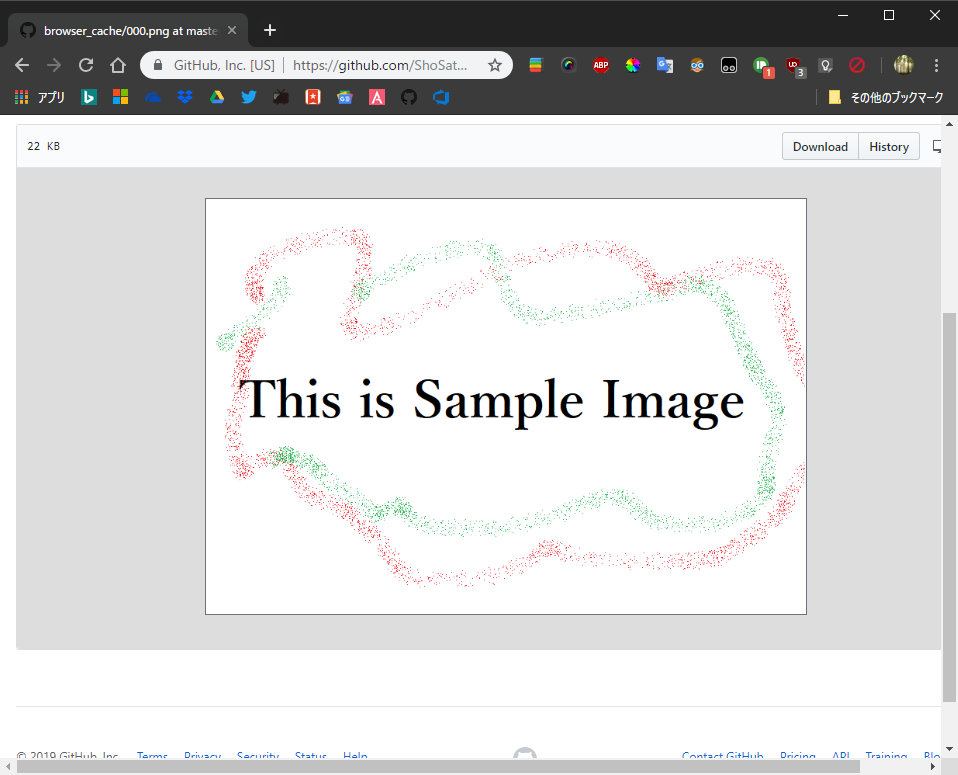 browser_cache/000.png at maste
GitHub, Inc. [US] https://github.com/ShoSat...
ABP 1 UD 3
アプリ その他のブックマーク
22 KB Download History
This is Sample Image
© 2019 GitHub, Inc. Terms Privacy Security Status Help Contact GitHub Pricing API Training Blo